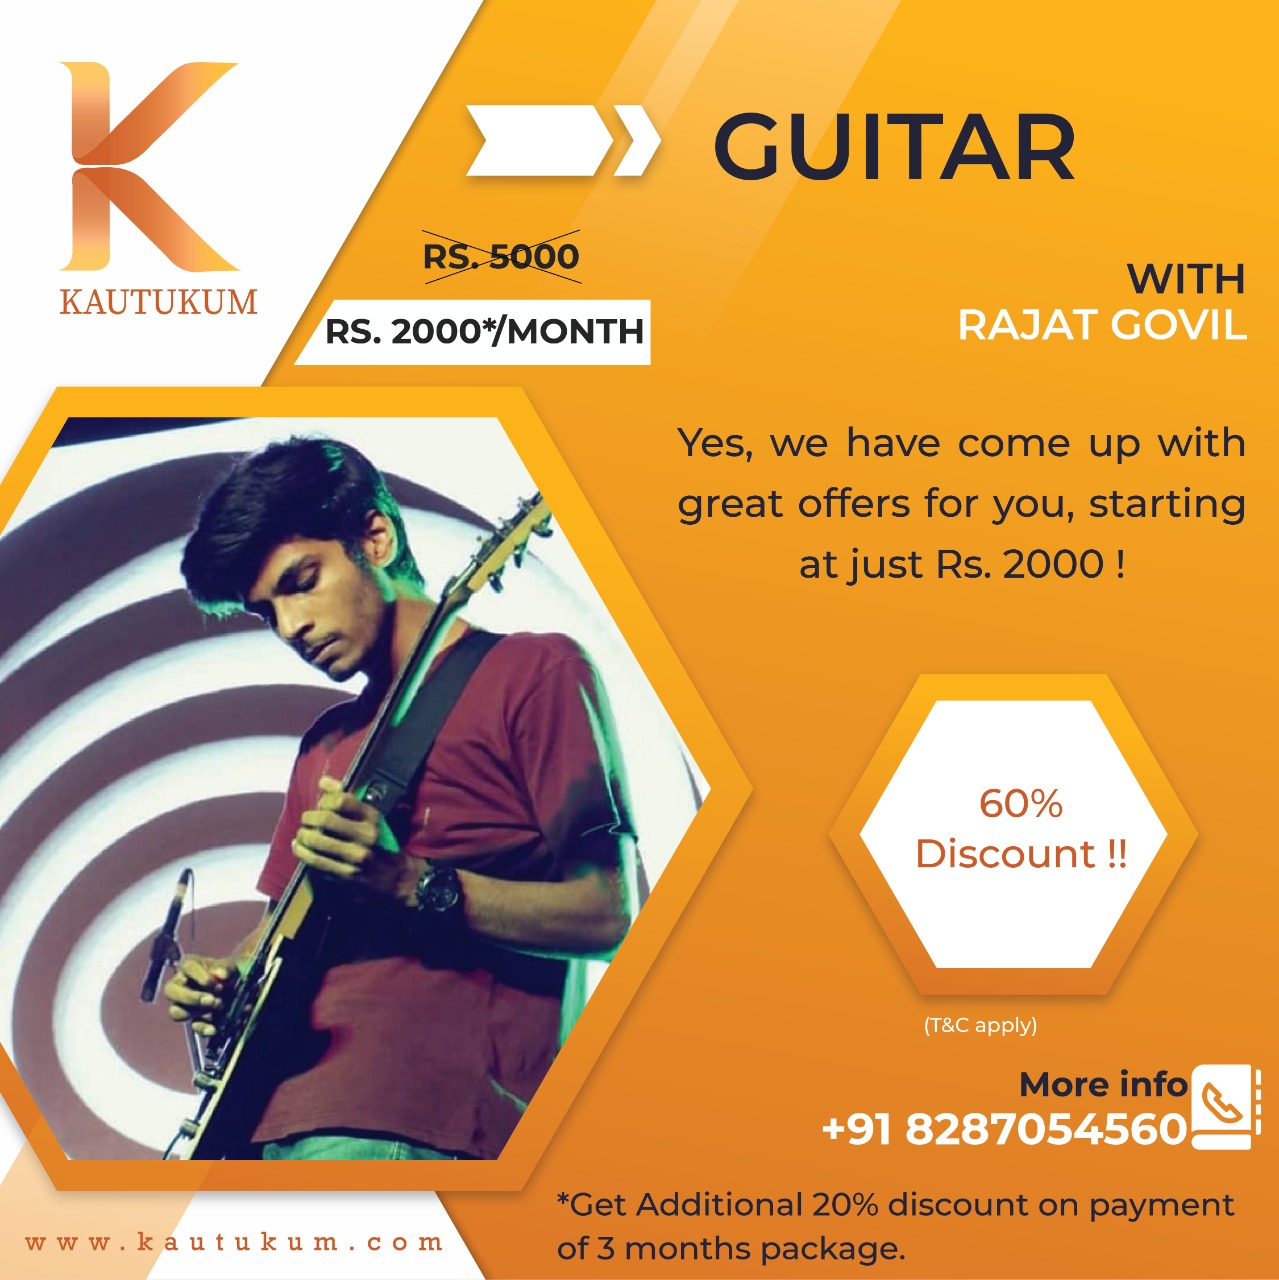 K
KAUTUKUM
GUITAR
RS. 5000
RS. 2000*/MONTH
WITH
RAJAT GOVIL
Yes, we have come up with
great offers for you, starting
at just Rs. 2000 !
60%
Discount !!
(T&C apply)
More info
+91 8287054560
*Get Additional 20% discount on payment
of 3 months package.
www.kautukum.com